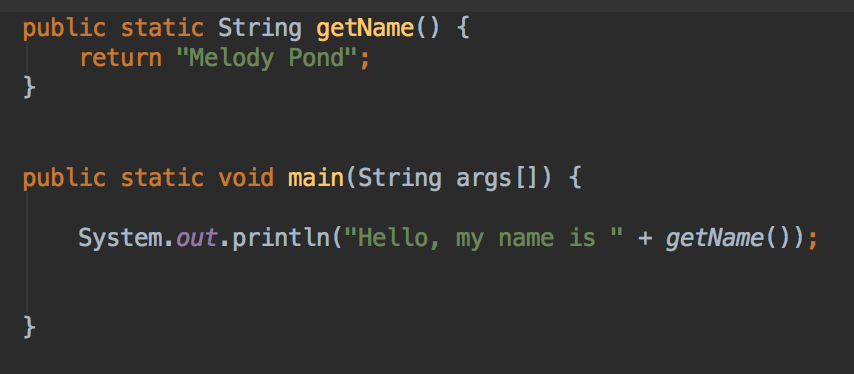 public static String getName() {
    return "Melody Pond";
}
public static void main(String args[]) {
    System.out.println("Hello, my name is " + getName());
}